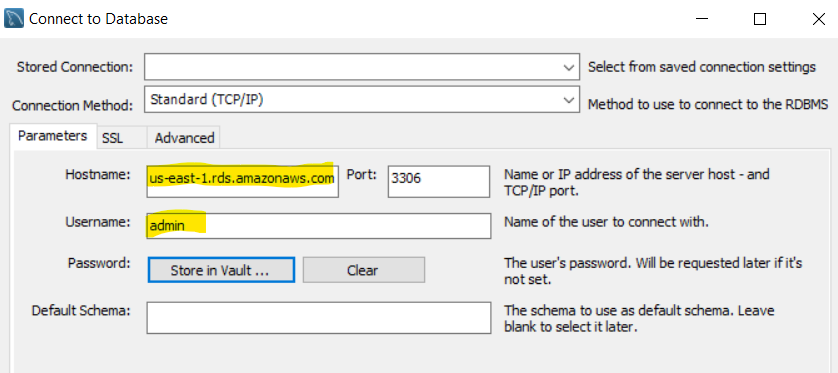 Connect to Database
Stored Connection: Select from saved connection settings
Connection Method: Standard (TCP/IP) Method to use to connect to the RDBMS
Parameters SSL Advanced
Hostname: us-east-1.rds.amazonaws.com Port: 3306 Name or IP address of the server host - and
TCP/IP port.
Username: admin Name of the user to connect with.
Password: Store in Vault ... Clear The user's password. Will be requested later if it's
not set.
Default Schema: The schema to use as default schema. Leave
blank to select it later.